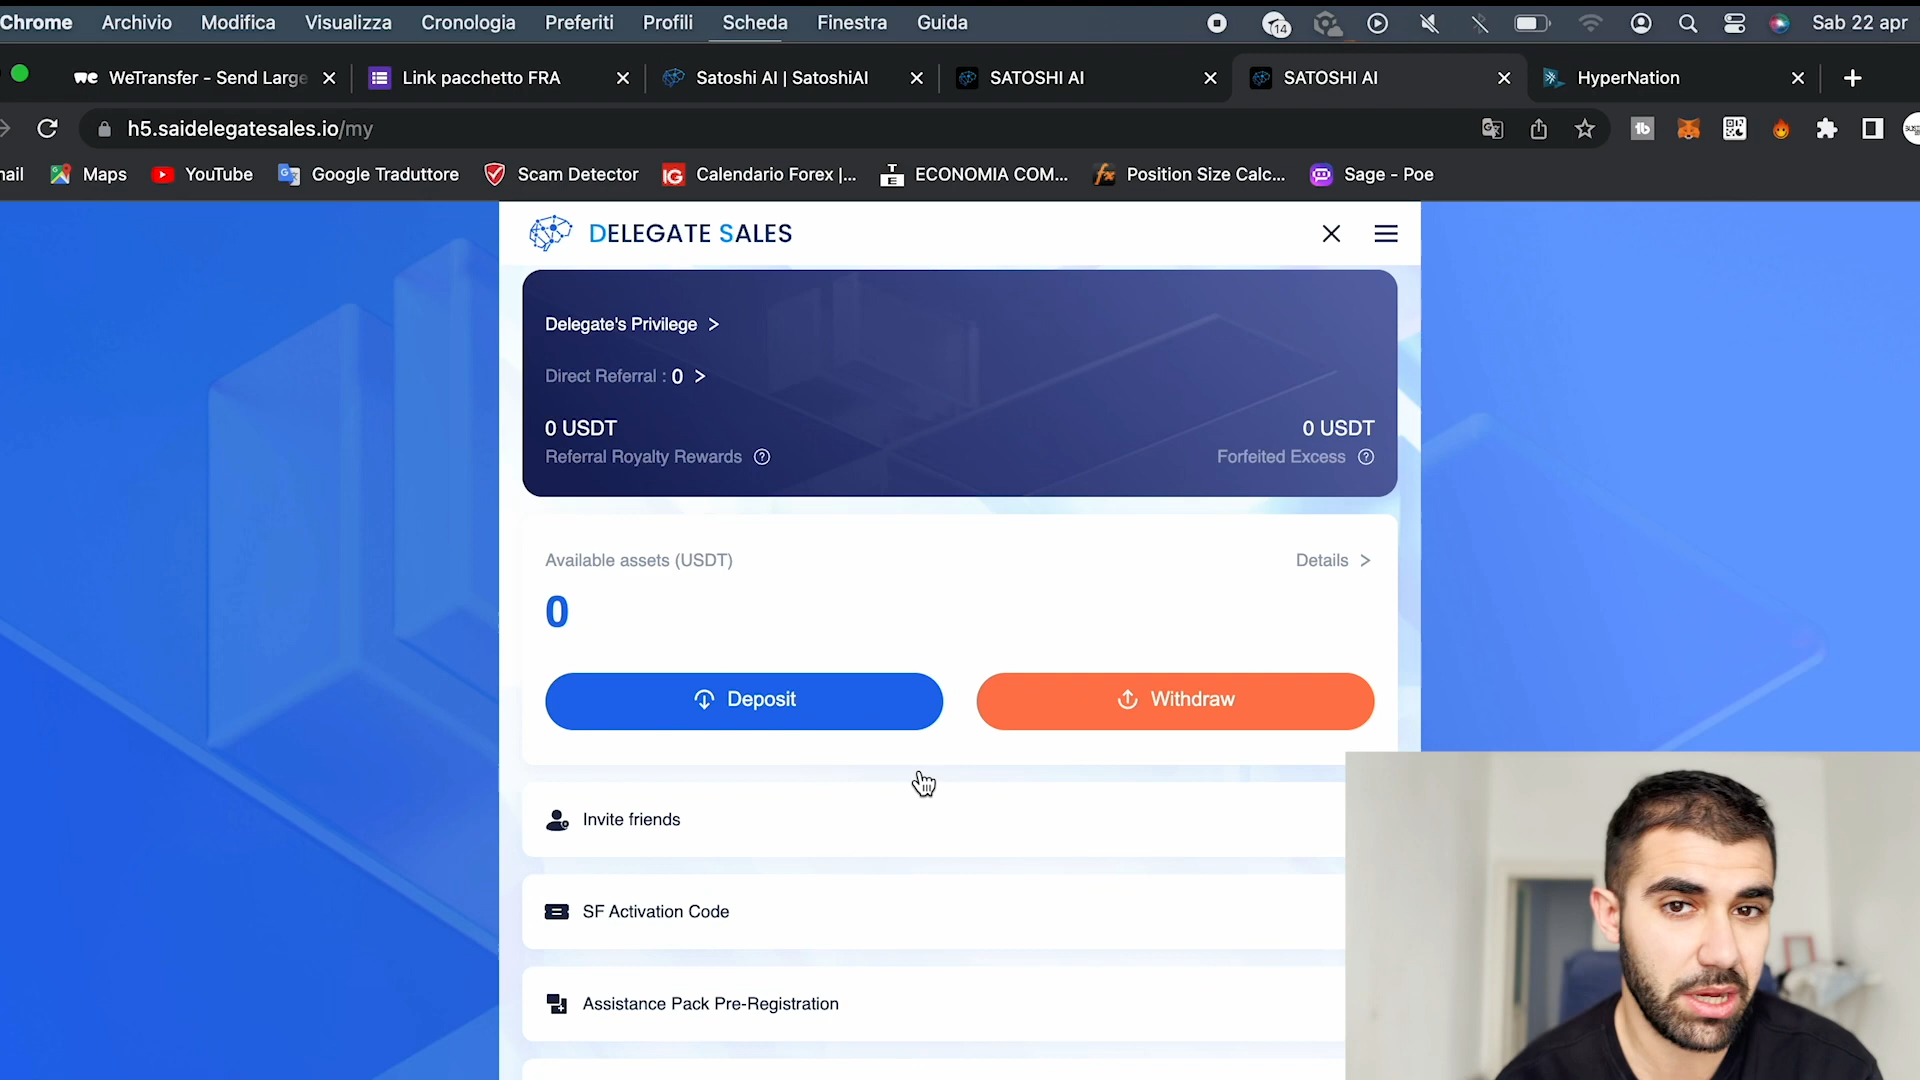 Chrome Archivio Modifica Visualizza Cronologia Preferiti Profili Scheda Finestra Guida 14 Sab 22 apr
WeTransfer - Send Large Link pacchetto FRA Satoshi AI | SatoshiAI SATOSHI AI SATOSHI AI HyperNation
h5.saidelegatesales.io/my
Maps YouTube Google Traduttore Scam Detector Calendario Forex |... ECONOMIA COM... Position Size Calc... Sage - Poe
DELEGATE SALES
Delegate's Privilege >
Direct Referral : 0 >
0 USDT 0 USDT
Referral Royalty Rewards Forfeited Excess
Available assets (USDT) Details >
0
Deposit Withdraw
Invite friends
SF Activation Code
Assistance Pack Pre-Registration